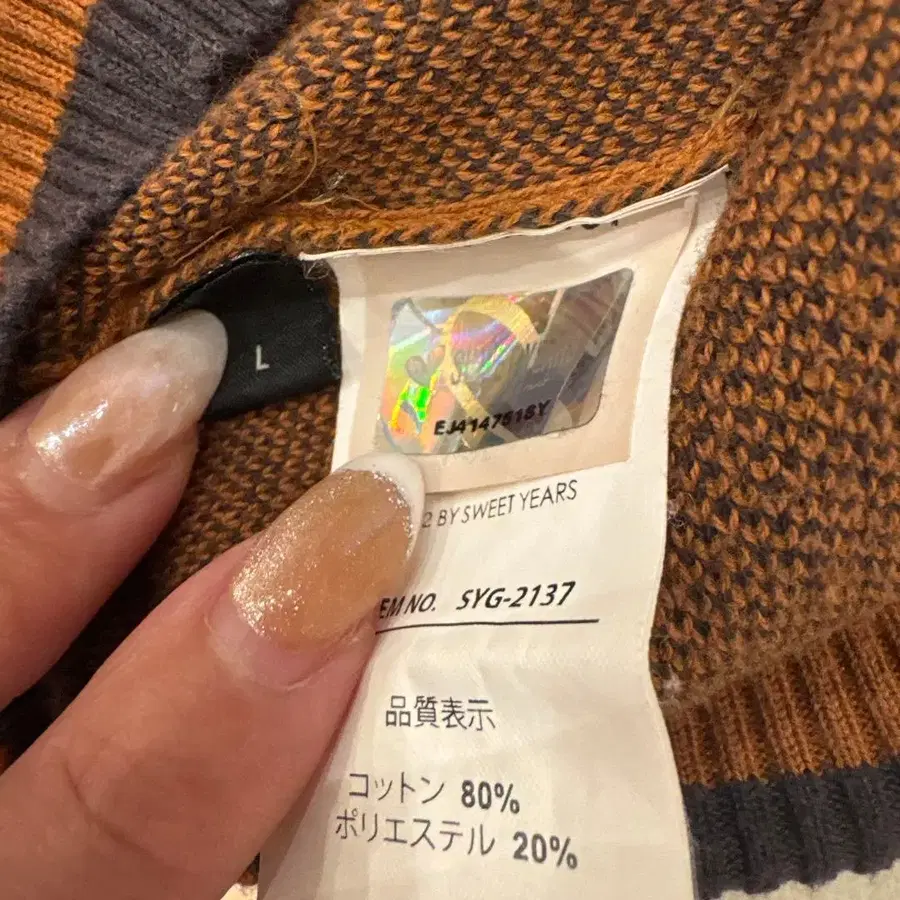 L
EJ4147618Y
2 BY SWEET YEARS
EM NO. SYG-2137
品質表示
コットン 80%
ポリエステル 20%